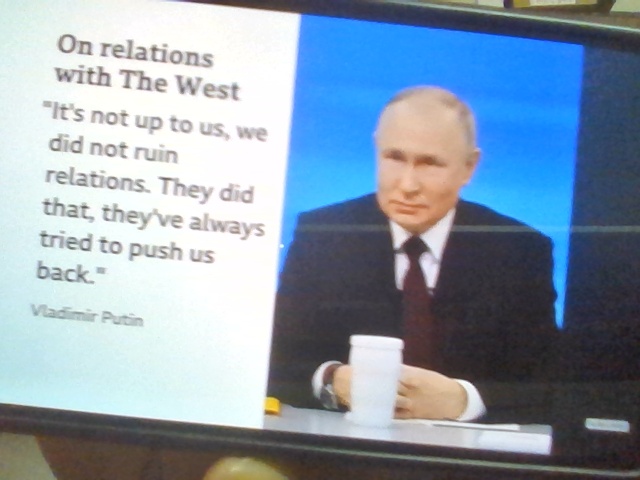 On relations
with The West
"It's not up to us, we
did not ruin
relations. They did
that, they've always
tried to push us
back."
Vladimir Putin